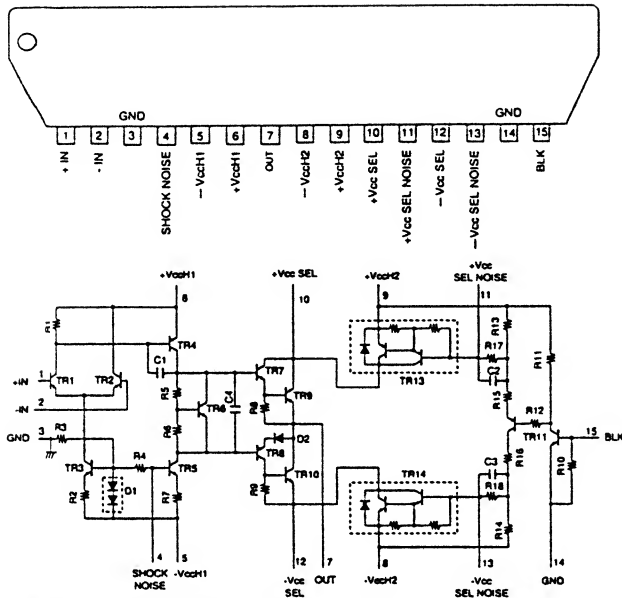 GND
GND
1 2 3 4 5 6 7 8 9 10 11 12 13 14 15
+ IN
- IN
SHOCK NOISE
- VccH1
+VccH1
OUT
- VccH2
+VccH2
+Vcc SEL
+Vcc SEL NOISE
- Vcc SEL
- Vcc SEL NOISE
BLK
+VccH1
6
+Vcc SEL
10
+VccH2
9
+Vcc
SEL NOISE
11
R1
TR4
C1
TR7
TR13
R17
R13
R11
+IN
1
TR1
TR2
R5
TR6
C4
R8
TR9
C2
R15
R12
-IN
2
GND
3
R3
R6
D2
TR8
TR11
15
BLK
TR3
R4
TR5
TR10
TR14
C3
R16
R10
R2
D1
R7
R9
R18
R14
4
5
12
7
8
13
14
SHOCK
NOISE
-VccH1
-Vcc
SEL
OUT
-VccH2
-Vcc
SEL NOISE
GND